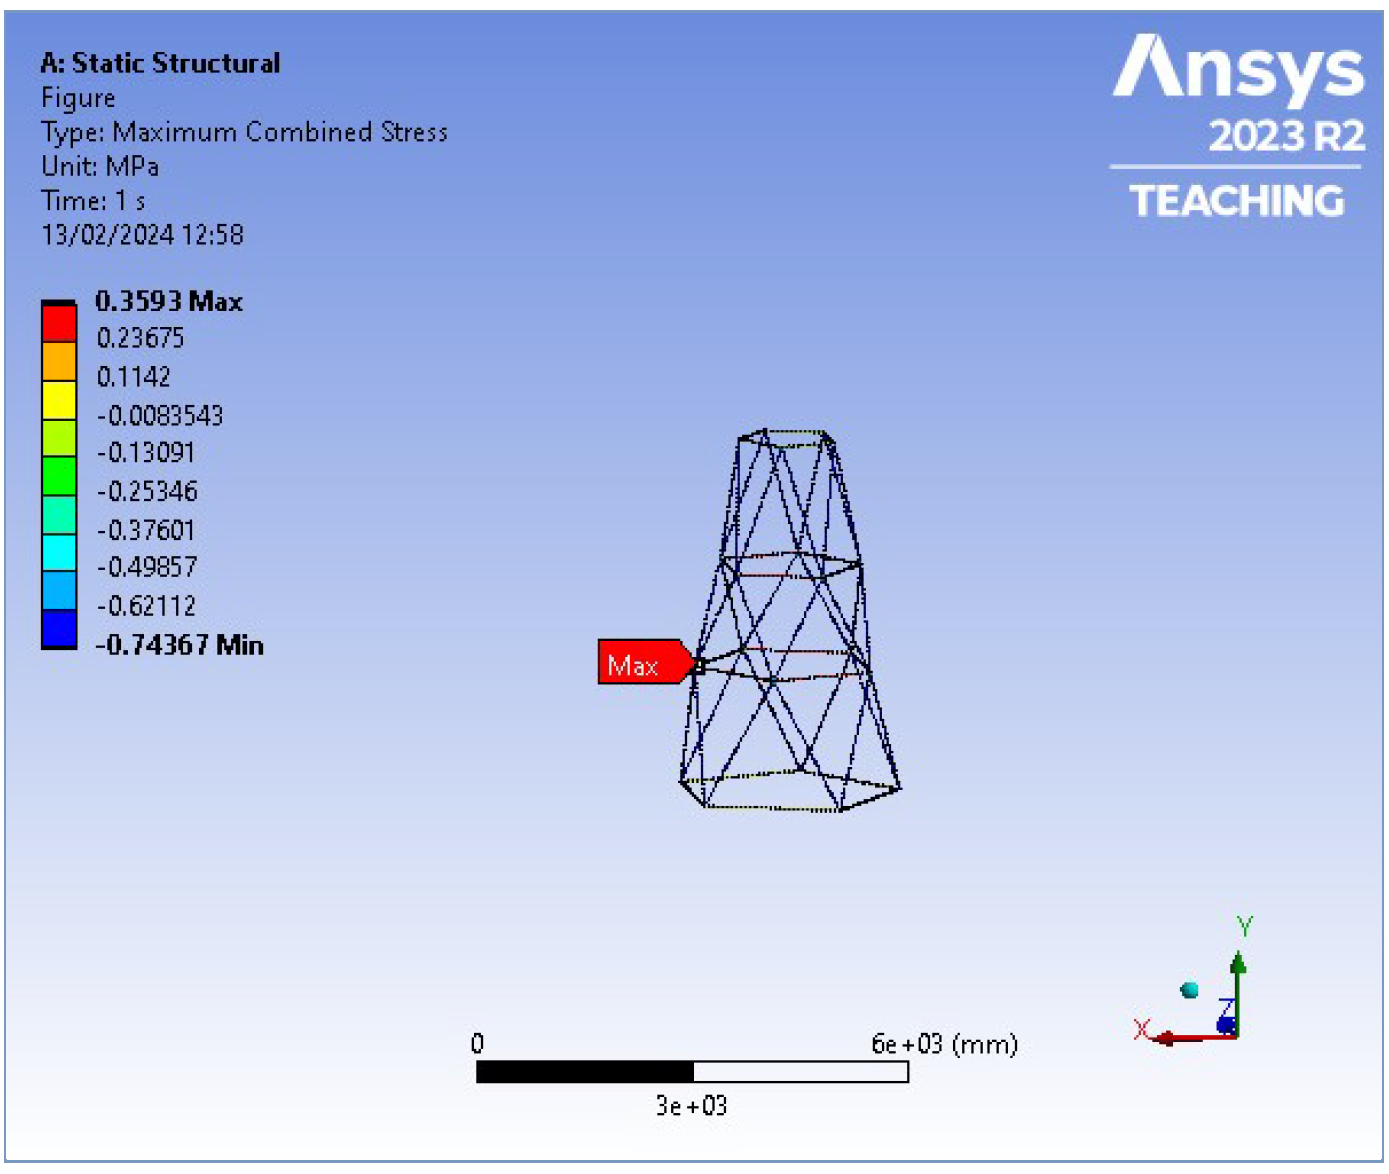 A: Static Structural
Figure
Type: Maximum Combined Stress
Unit: MPa
Time: 1 s
13/02/2024 12:58
Ansys
2023 R2
TEACHING
0.3593 Max
0.23675
0.1142
-0.0083543
-0.13091
-0.25346
-0.37601
-0.49857
-0.62112
-0.74367 Min
Max
Y
Z
X
0
6e+03 (mm)
3e+03